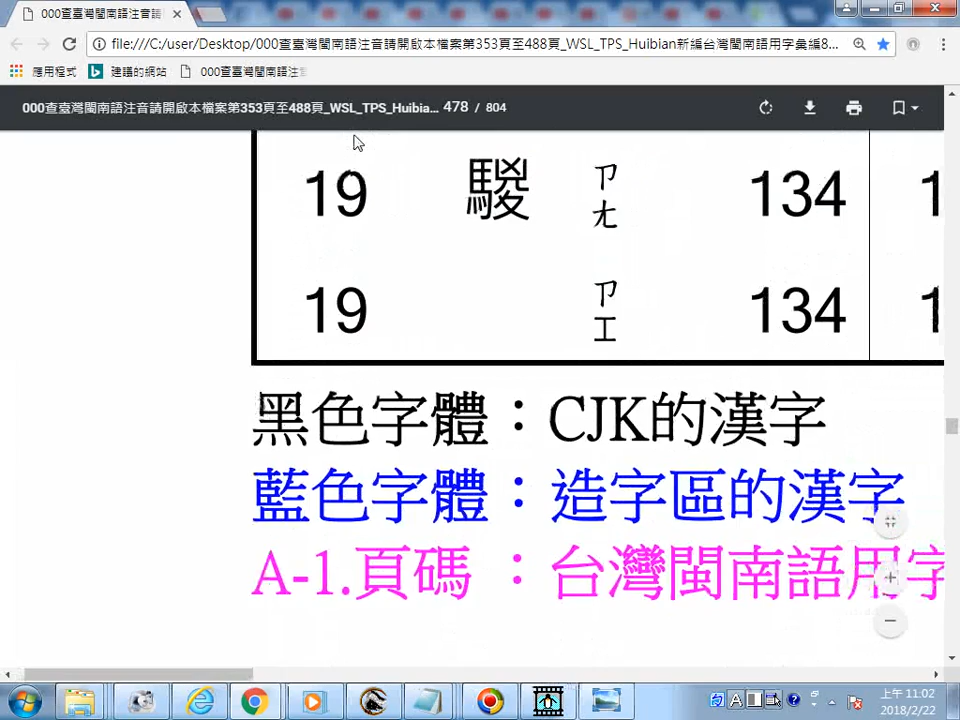 000查臺灣閩南語注音請
file:///C:/user/Desktop/000查臺灣閩南語注音請開啟本檔案第353頁至488頁_WSL_TPS_Huibian新編台灣閩南語用字彙編8...
應用程式 建議的網站 000查臺灣閩南語注音
000查臺灣閩南語注音請開啟本檔案第353頁至488頁_WSL_TPS_Huibia... 478 / 804
19 騣 ㄗㄤ 134 1
19 ㄗㆲ 134 1
黑色字體：CJK的漢字
藍色字體：造字區的漢字
A-1.頁碼 ：台灣閩南語用字
上午 11:02
2018/2/22